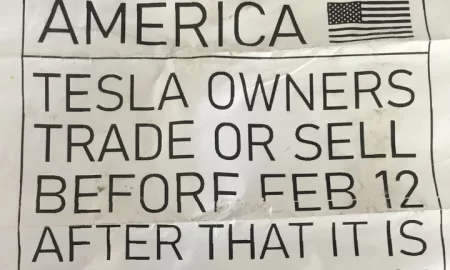 AMERICA
TESLA OWNERS
TRADE OR SELL
BEFORE FEB 12
AFTER THAT IT IS